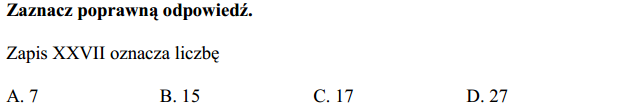 Zaznacz poprawną odpowiedź.
Zapis XXVII oznacza liczbę
A. 7 B. 15 C. 17 D. 27